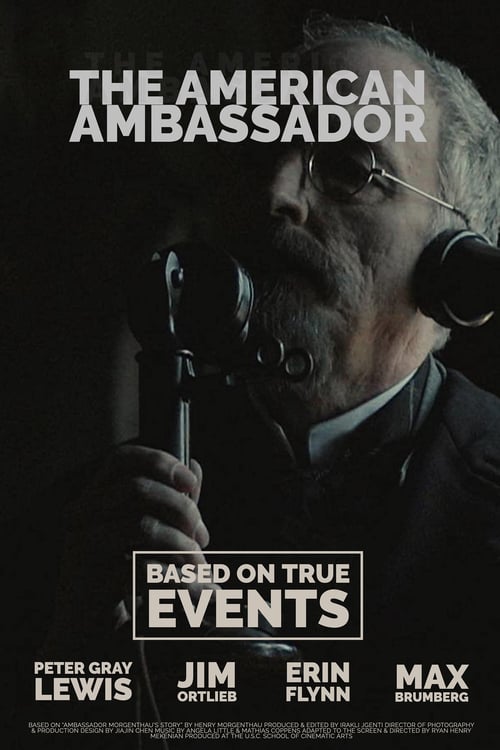 THE AMERICAN
AMBASSADOR
BASED ON TRUE
EVENTS
PETER GRAY
LEWIS
JIM
ORTLIEB
ERIN
FLYNN
MAX
BRUMBERG
BASED ON "AMBASSADOR MORGENTHAU'S STORY" BY HENRY MORGENTHAU PRODUCED & EDITED BY IRAKLI JGENTI DIRECTOR OF PHOTOGRAPHY
& PRODUCTION DESIGN BY JIAJIN CHEN MUSIC BY ANGELA LITTLE & MATHIAS COPPENS ADAPTED TO THE SCREEN & DIRECTED BY RYAN HENRY
MEKENIAN PRODUCED AT THE U.S.C. SCHOOL OF CINEMATIC ARTS